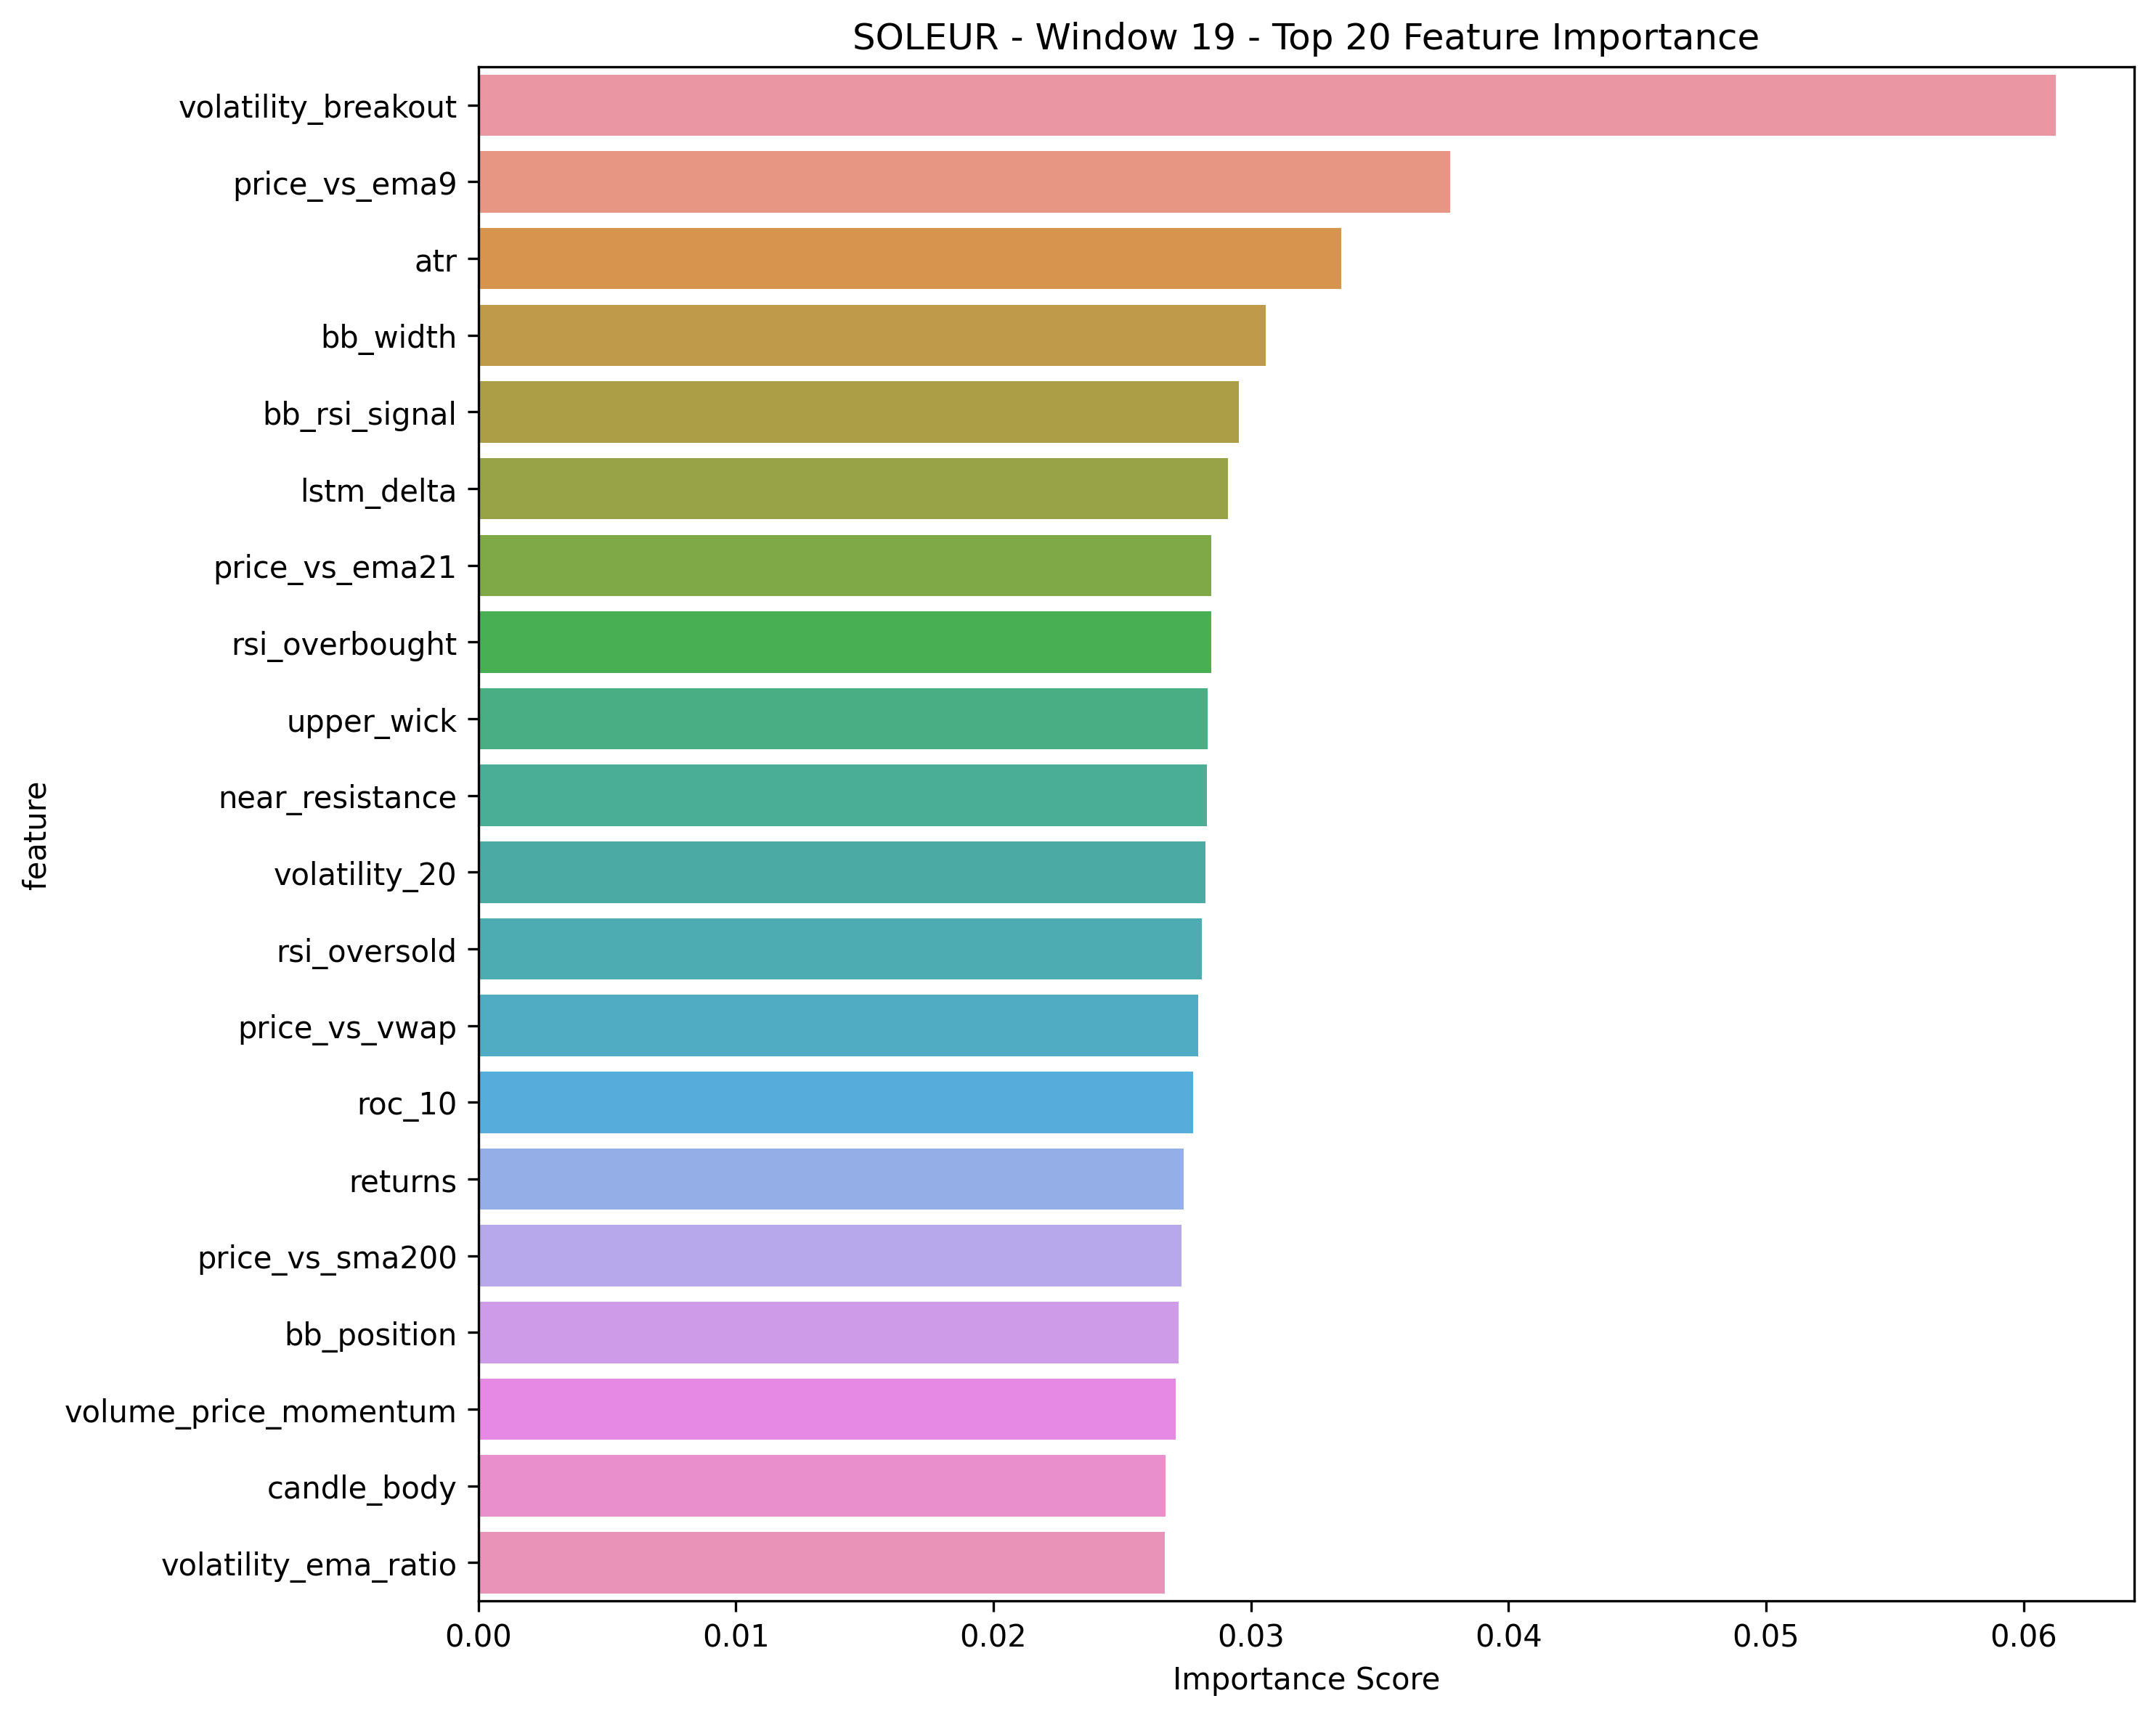 SOLEUR - Window 19 - Top 20 Feature Importance
volatility_breakout
price_vs_ema9
atr
bb_width
bb_rsi_signal
lstm_delta
price_vs_ema21
rsi_overbought
upper_wick
near_resistance
volatility_20
rsi_oversold
price_vs_vwap
roc_10
returns
price_vs_sma200
bb_position
volume_price_momentum
candle_body
volatility_ema_ratio
feature
0.00 0.01 0.02 0.03 0.04 0.05 0.06
Importance Score